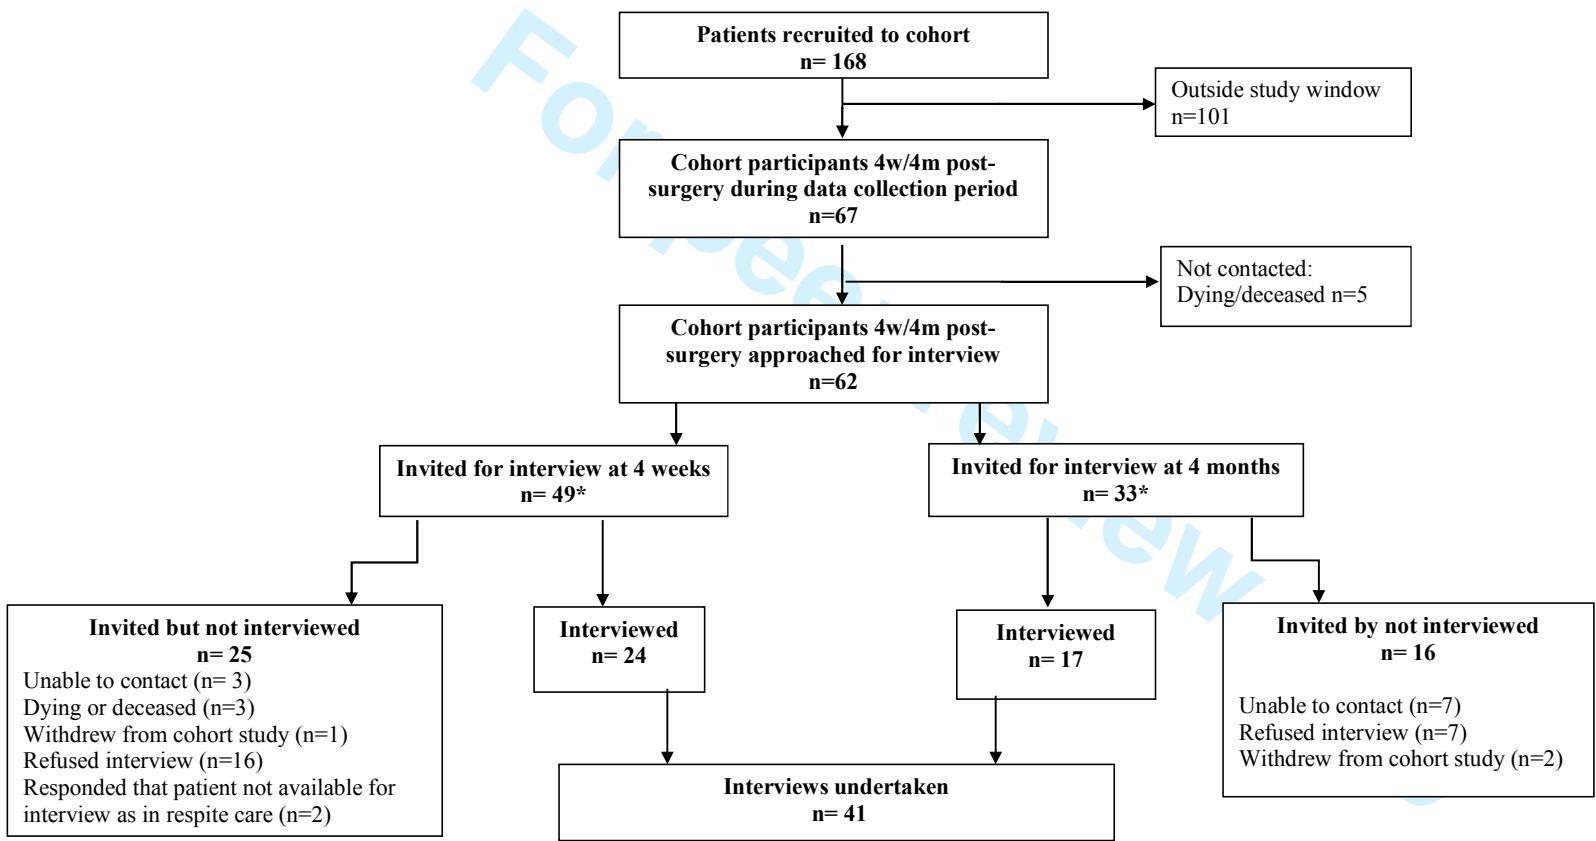 Patients recruited to cohort
n= 168
Outside study window
n=101
Cohort participants 4w/4m post-
surgery during data collection period
n=67
Not contacted:
Dying/deceased n=5
Cohort participants 4w/4m post-
surgery approached for interview
n=62
Invited for interview at 4 weeks
n= 49*
Invited for interview at 4 months
n= 33*
Invited but not interviewed
n= 25
Unable to contact (n= 3)
Dying or deceased (n=3)
Withdrew from cohort study (n=1)
Refused interview (n=16)
Responded that patient not available for
interview as in respite care (n=2)
Interviewed
n= 24
Interviewed
n= 17
Invited by not interviewed
n= 16
Unable to contact (n=7)
Refused interview (n=7)
Withdrew from cohort study (n=2)
Interviews undertaken
n= 41
For peer review